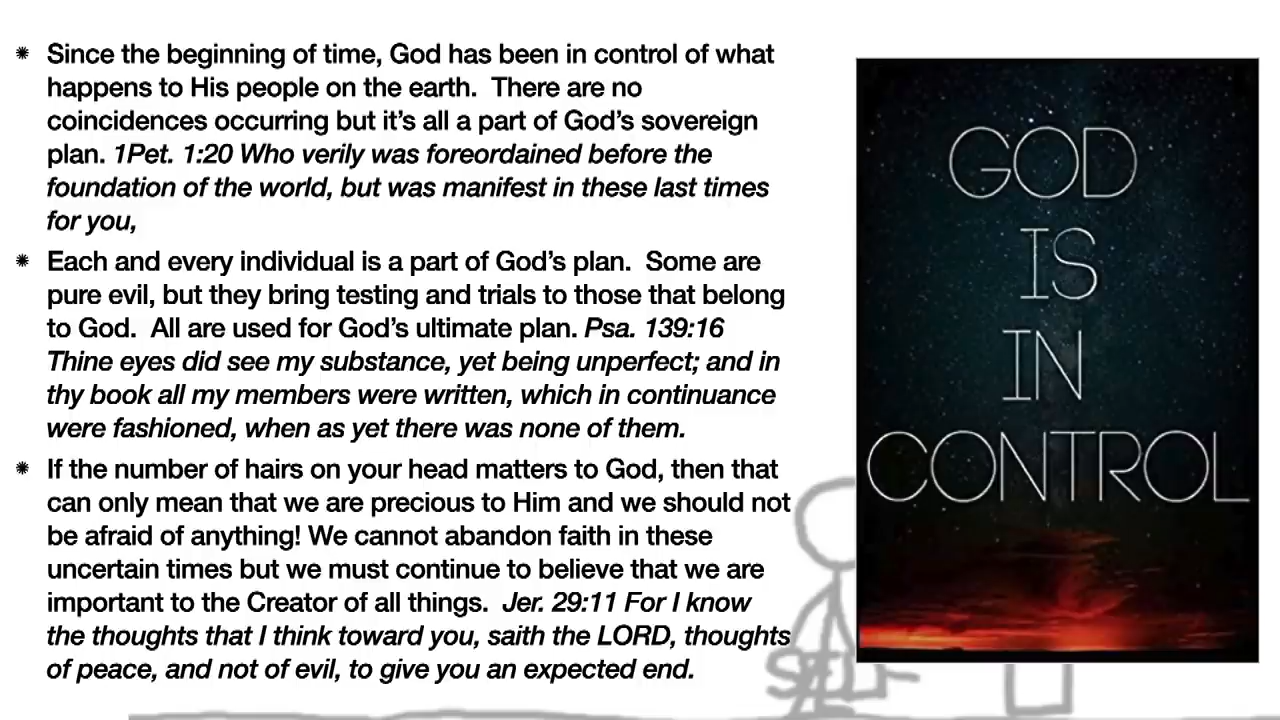 ✷ Since the beginning of time, God has been in control of what
happens to His people on the earth.  There are no
coincidences occurring but it's all a part of God's sovereign
plan. 1Pet. 1:20 Who verily was foreordained before the
foundation of the world, but was manifest in these last times
for you,
✷ Each and every individual is a part of God's plan.  Some are
pure evil, but they bring testing and trials to those that belong
to God.  All are used for God's ultimate plan. Psa. 139:16
Thine eyes did see my substance, yet being unperfect; and in
thy book all my members were written, which in continuance
were fashioned, when as yet there was none of them.
✷ If the number of hairs on your head matters to God, then that
can only mean that we are precious to Him and we should not
be afraid of anything! We cannot abandon faith in these
uncertain times but we must continue to believe that we are
important to the Creator of all things.  Jer. 29:11 For I know
the thoughts that I think toward you, saith the LORD, thoughts
of peace, and not of evil, to give you an expected end.
GOD
IS
IN
CONTROL